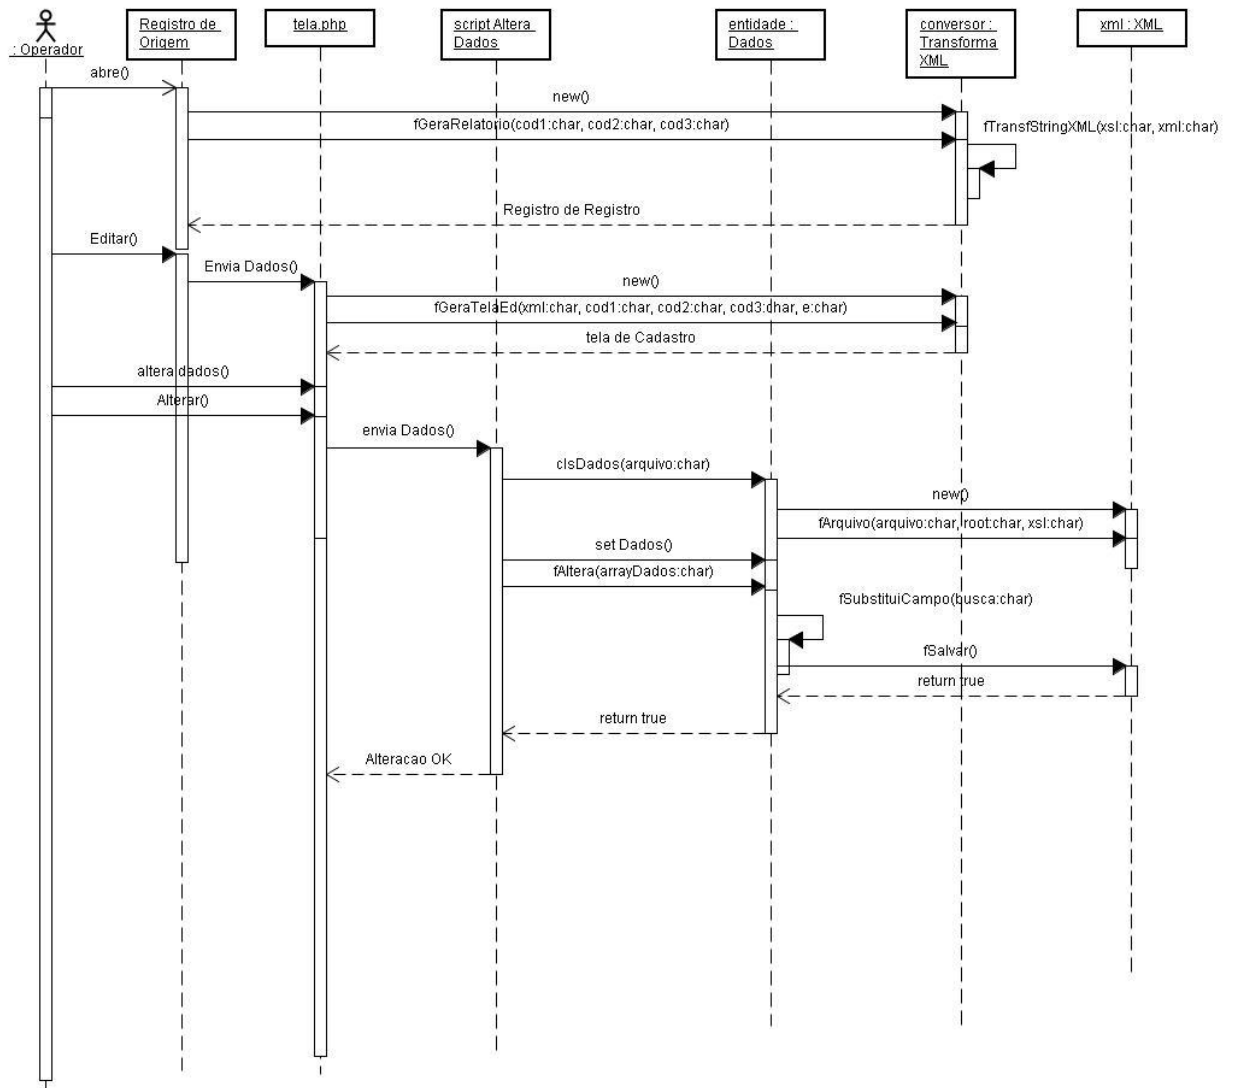 : Operador
Registro de
Origem
tela.php
script Altera
Dados
entidade :
Dados
conversor :
Transforma
XML
xml : XML
abre()
new()
fGeraRelatorio(cod1:char, cod2:char, cod3:char)
fTransfStringXML(xsl:char, xml:char)
Registro de Registro
Editar()
Envia Dados()
new()
fGeraTelaEd(xml:char, cod1:char, cod2:char, cod3:char, e:char)
tela de Cadastro
altera dados()
Alterar()
envia Dados()
clsDados(arquivo:char)
new()
fArquivo(arquivo:char, root:char, xsl:char)
set Dados()
fAltera(arrayDados:char)
fSubstituiCampo(busca:char)
fSalvar()
return true
return true
Alteracao OK